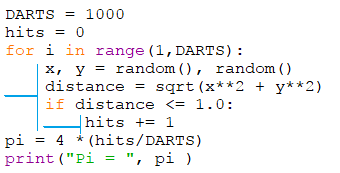 DARTS = 1000
hits = 0
for i in range(1,DARTS):
x, y = random(), random()
distance = sqrt(x**2 + y**2)
if distance <= 1.0:
hits += 1
pi = 4 *(hits/DARTS)
print("Pi = ", pi )